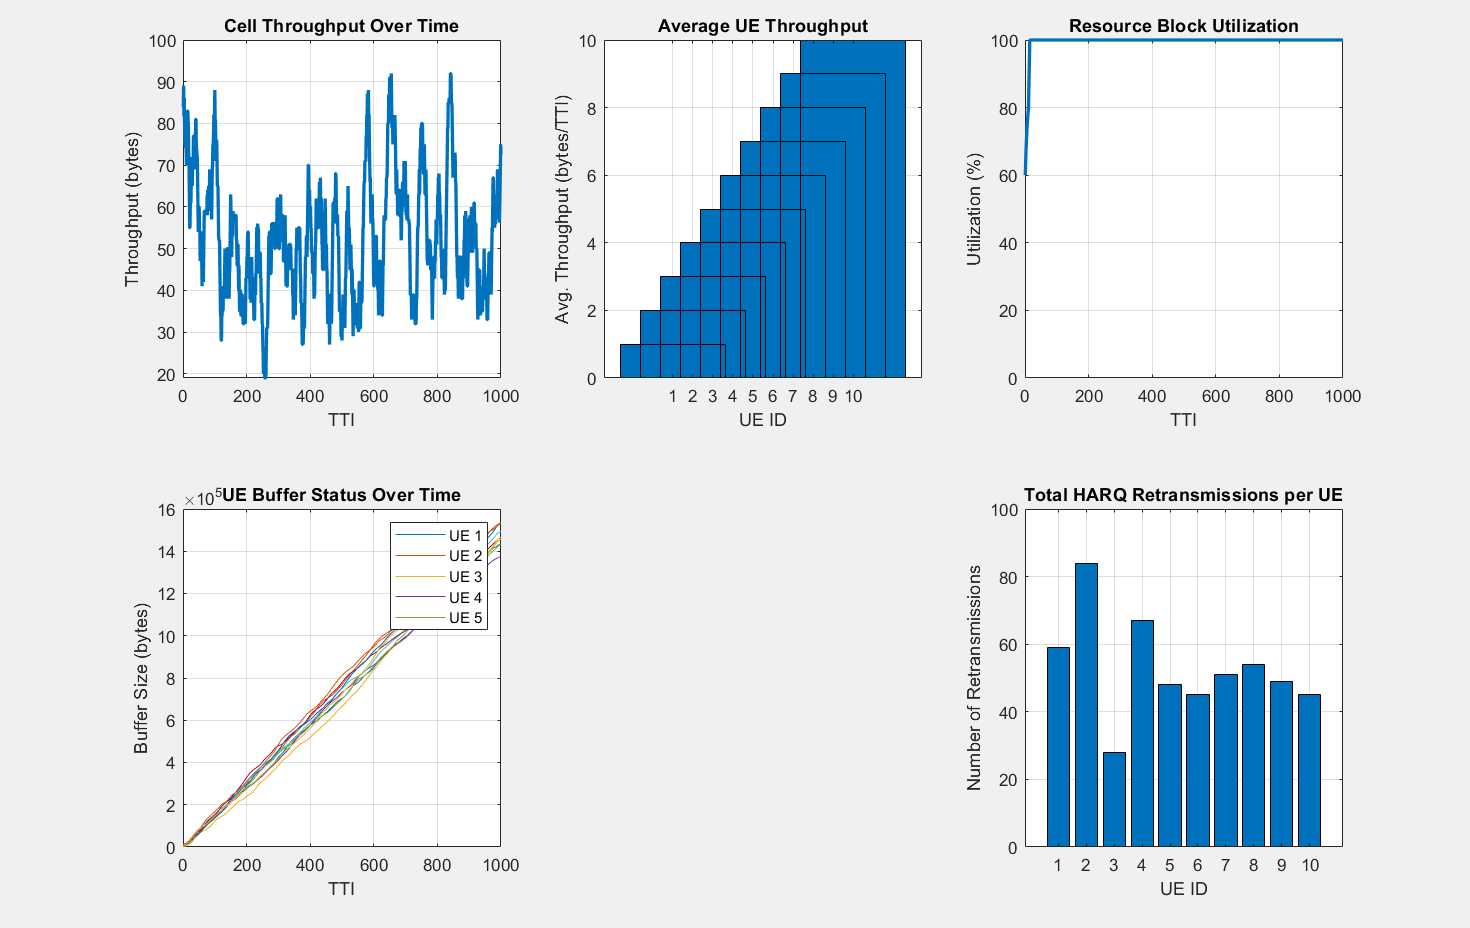 Cell Throughput Over Time
100
90
80
70
60
50
40
30
20
0 200 400 600 800 1000
Throughput (bytes)
TTI
Average UE Throughput
10
8
6
4
2
0
1 2 3 4 5 6 7 8 9 10
Avg. Throughput (bytes/TTI)
UE ID
Resource Block Utilization
100
80
60
40
20
0
0 200 400 600 800 1000
Utilization (%)
TTI
×10⁵ UE Buffer Status Over Time
16
14
12
10
8
6
4
2
0
0 200 400 600 800 1000
Buffer Size (bytes)
TTI
UE 1
UE 2
UE 3
UE 4
UE 5
Total HARQ Retransmissions per UE
100
80
60
40
20
0
1 2 3 4 5 6 7 8 9 10
Number of Retransmissions
UE ID